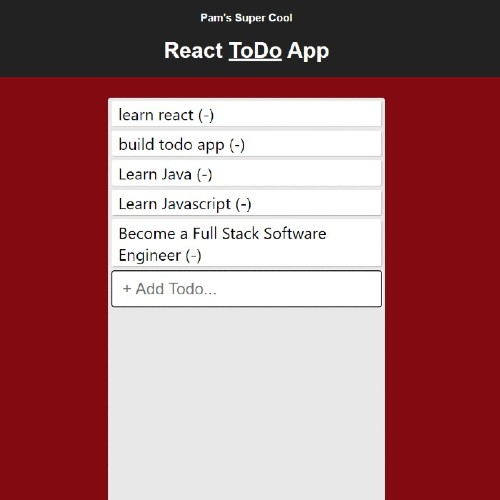 Pam's Super Cool
React ToDo App
learn react (-)
build todo app (-)
Learn Java (-)
Learn Javascript (-)
Become a Full Stack Software
Engineer (-)
+ Add Todo...